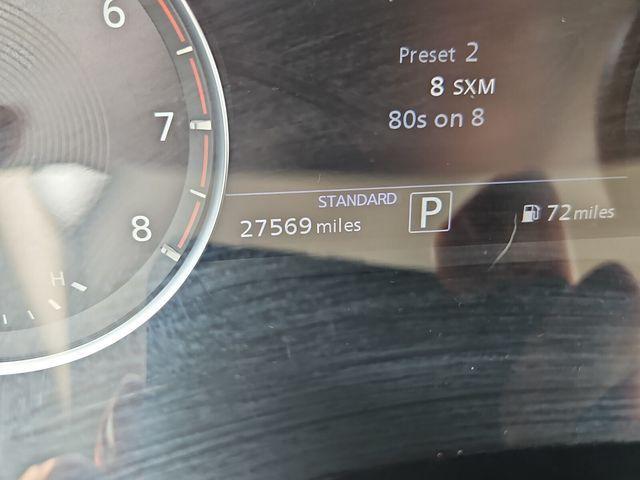 6
7
8
H
Preset 2
8 SXM
80s on 8
STANDARD
27569 miles
P
72 miles